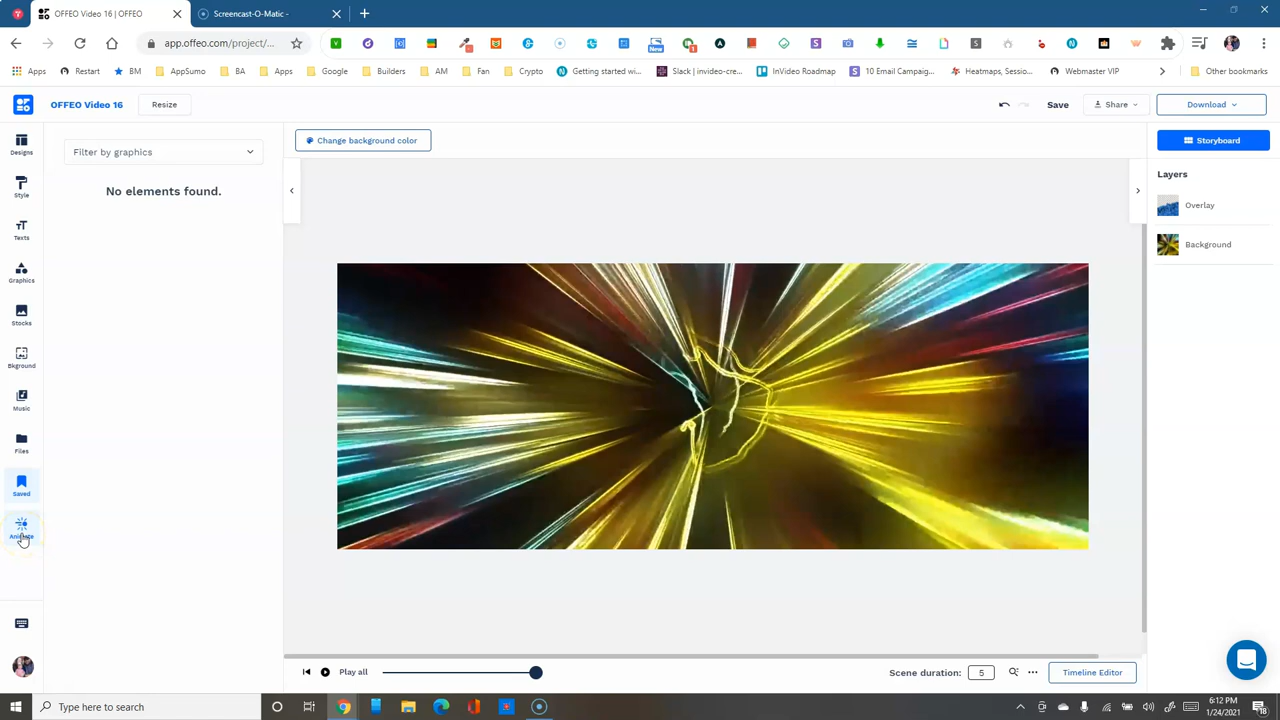 OFFEO Video 16 | OFFEO
Screencast-O-Matic -
app.offeo.com/project/...
New
Apps
Restart
BM
AppSumo
BA
Apps
Google
Builders
AM
Fan
Crypto
Getting started wi...
Slack | invideo-cre...
InVideo Roadmap
10 Email Campaig...
Heatmaps, Sessio...
Webmaster VIP
Other bookmarks
OFFEO Video 16
Resize
Save
Share
Download
Designs
Style
Texts
Graphics
Stocks
Bkground
Music
Files
Saved
Animate
Filter by graphics
No elements found.
Change background color
Storyboard
Layers
Overlay
Background
Play all
Scene duration:
5
Timeline Editor
Type here to search
6:12 PM
1/24/2021
18